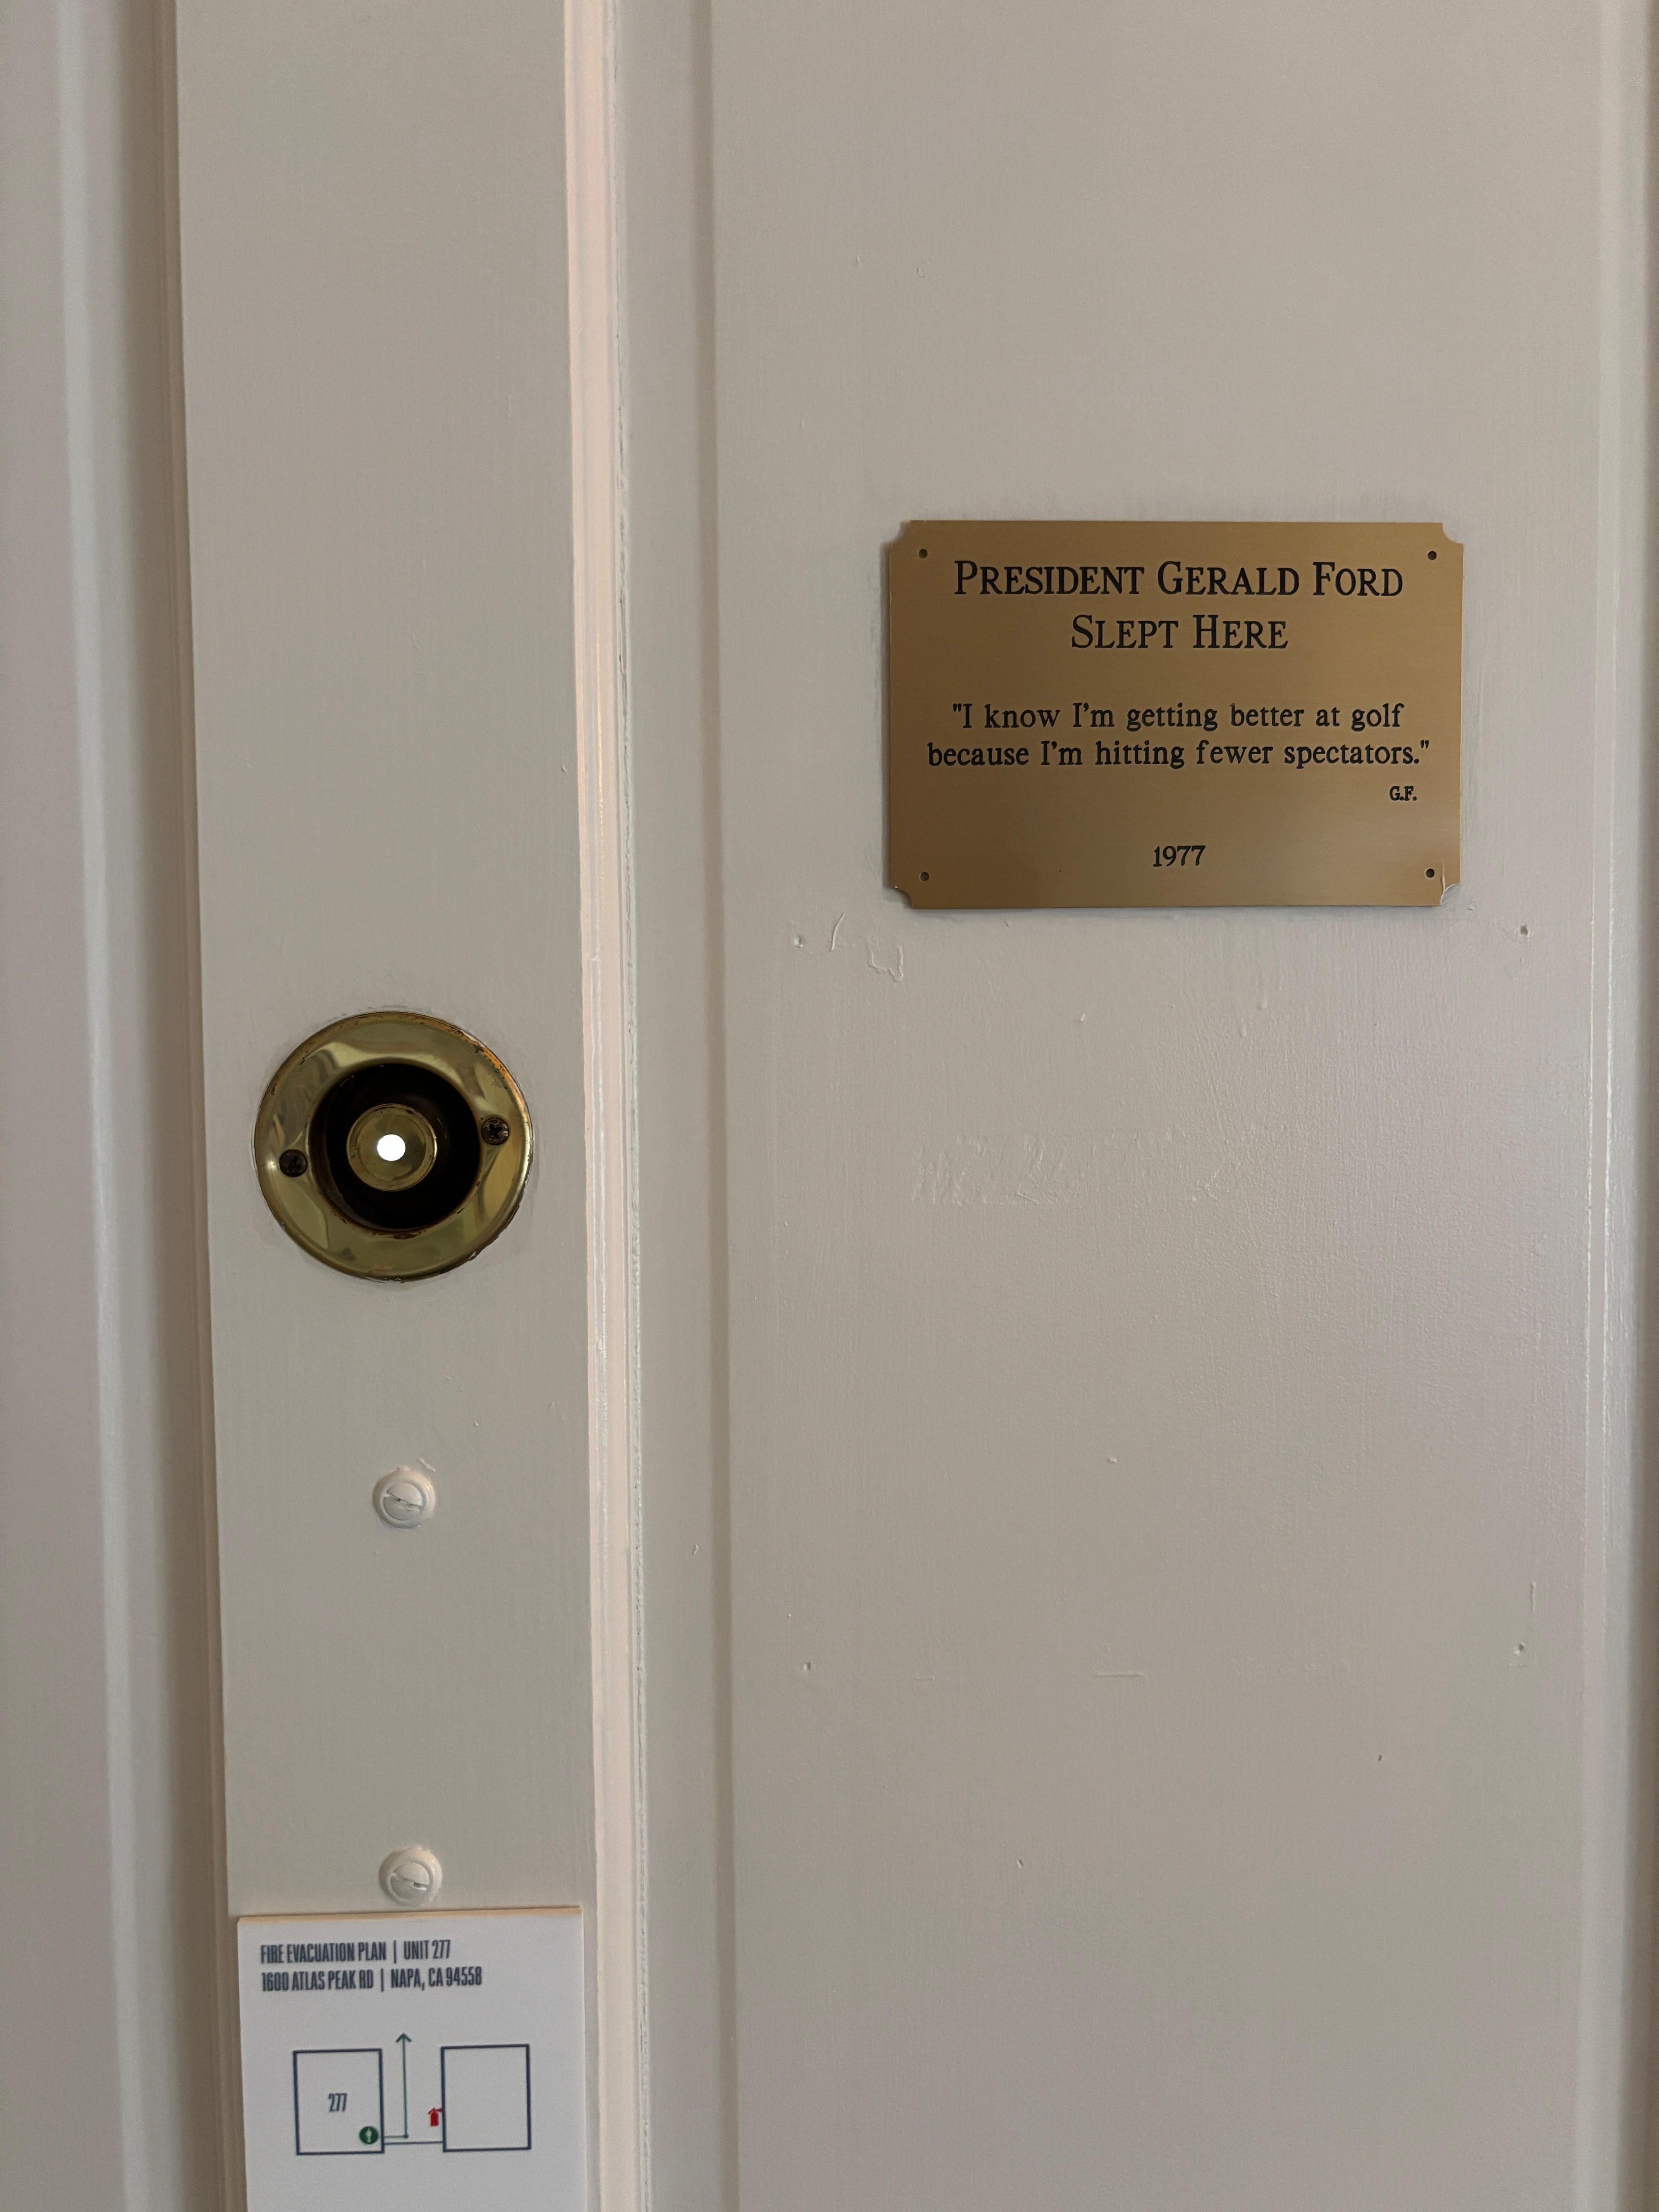 PRESIDENT GERALD FORD
SLEPT HERE
"I know I'm getting better at golf
because I'm hitting fewer spectators."
G.F.
1977
FIRE EVACUATION PLAN | UNIT 277
1600 ATLAS PEAK RD | NAPA, CA 94558
277